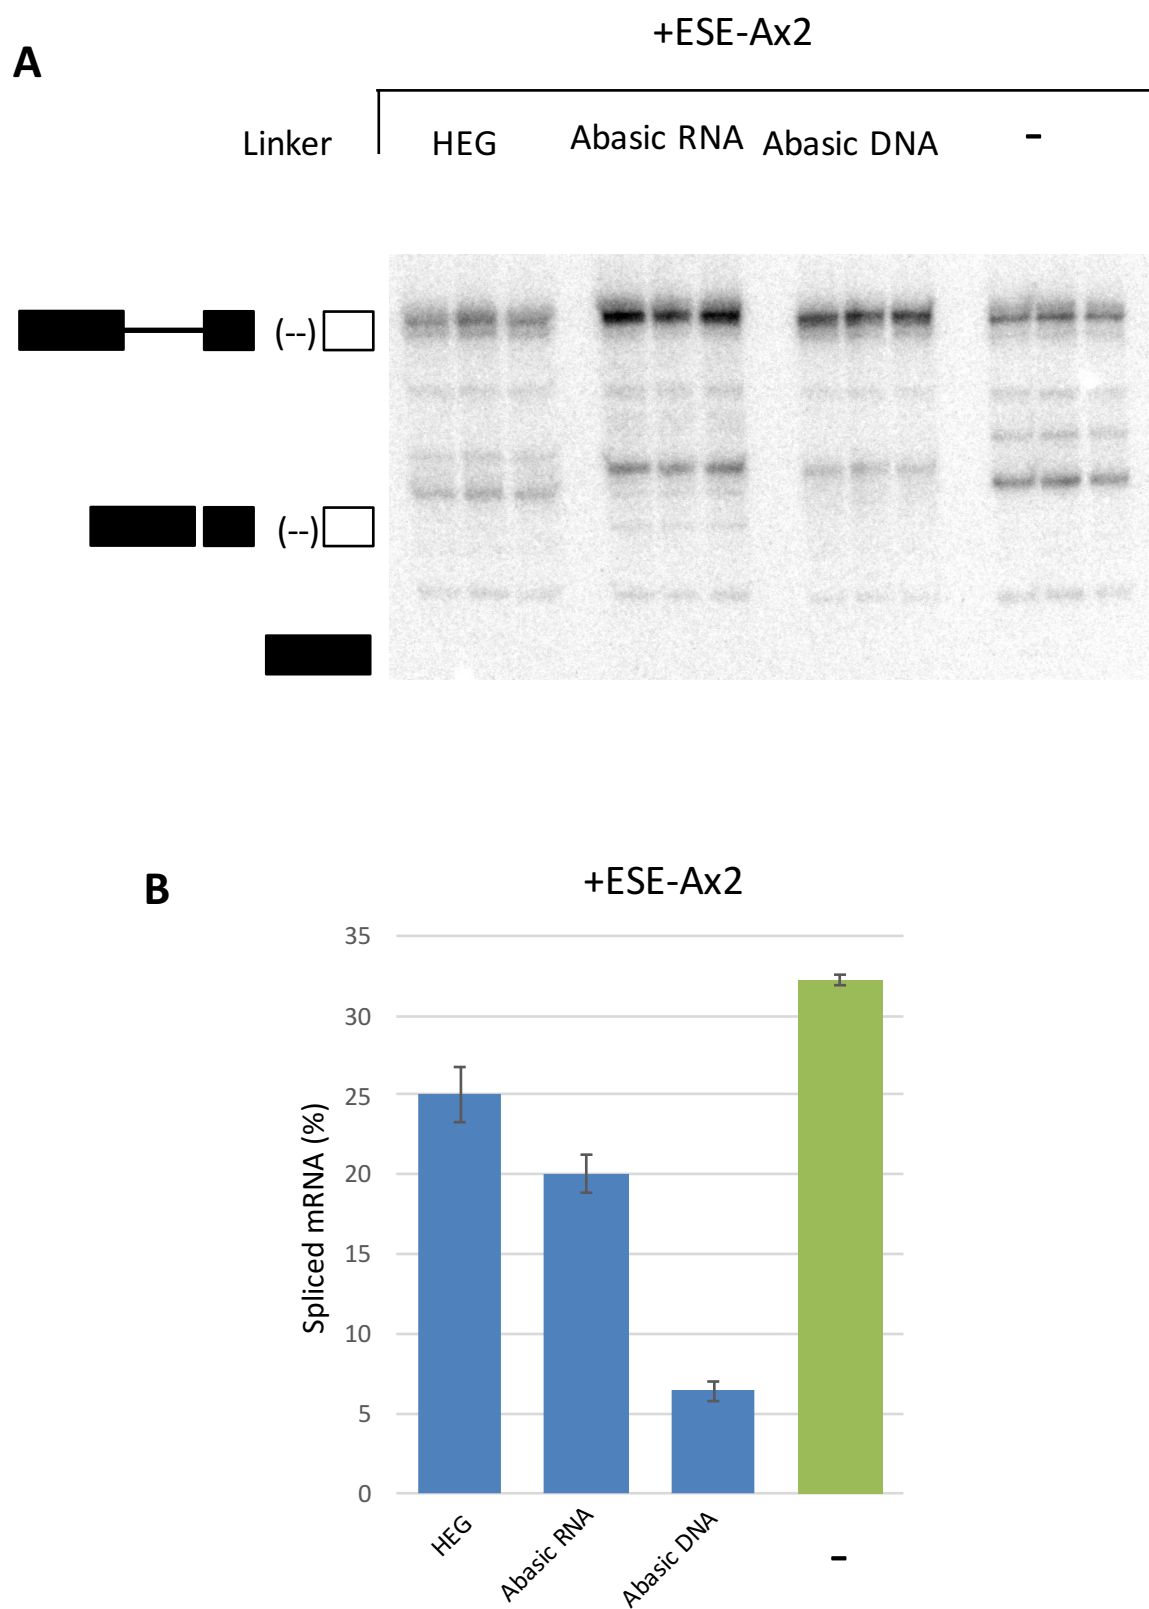 A
+ESE-Ax2
Linker
HEG
Abasic RNA
Abasic DNA
-
(--)
(--)
B
+ESE-Ax2
Spliced mRNA (%)
35
30
25
20
15
10
5
0
HEG
Abasic RNA
Abasic DNA
-